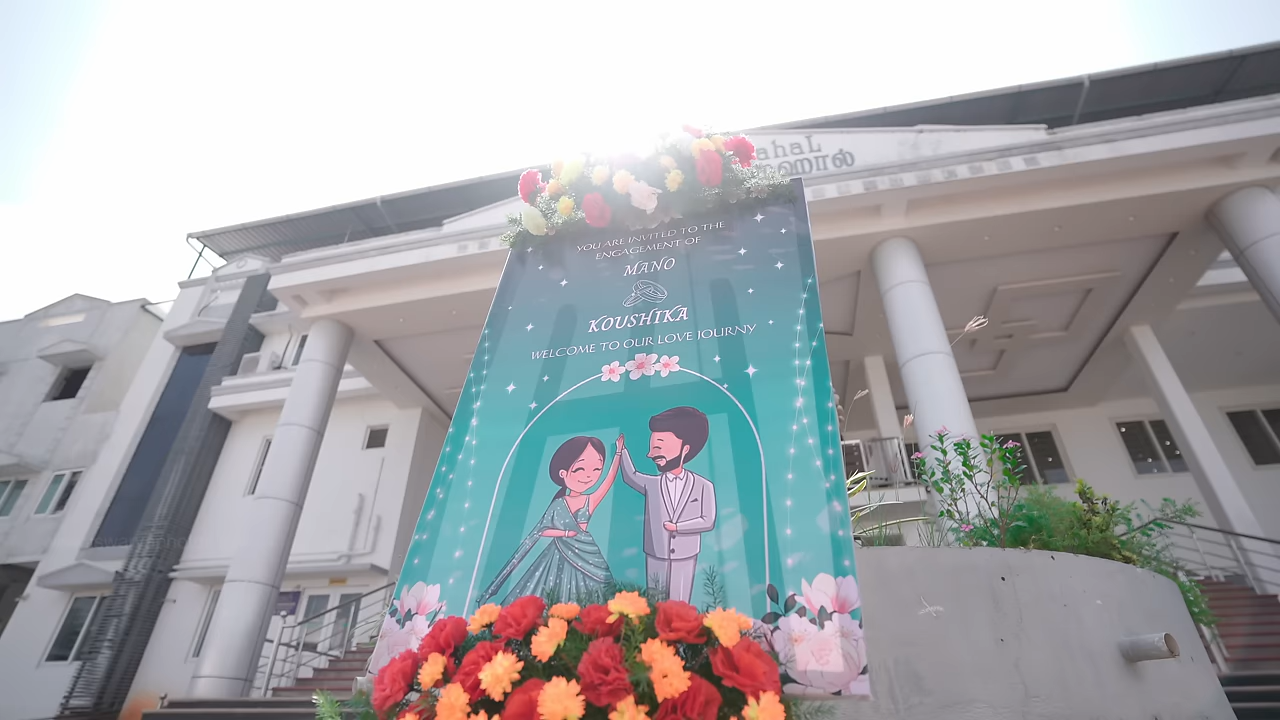 ahaL
ஹால்
YOU ARE INVITED TO THE
ENGAGEMENT OF
MANO
KOUSHIKA
WELCOME TO OUR LOVE JOURNY